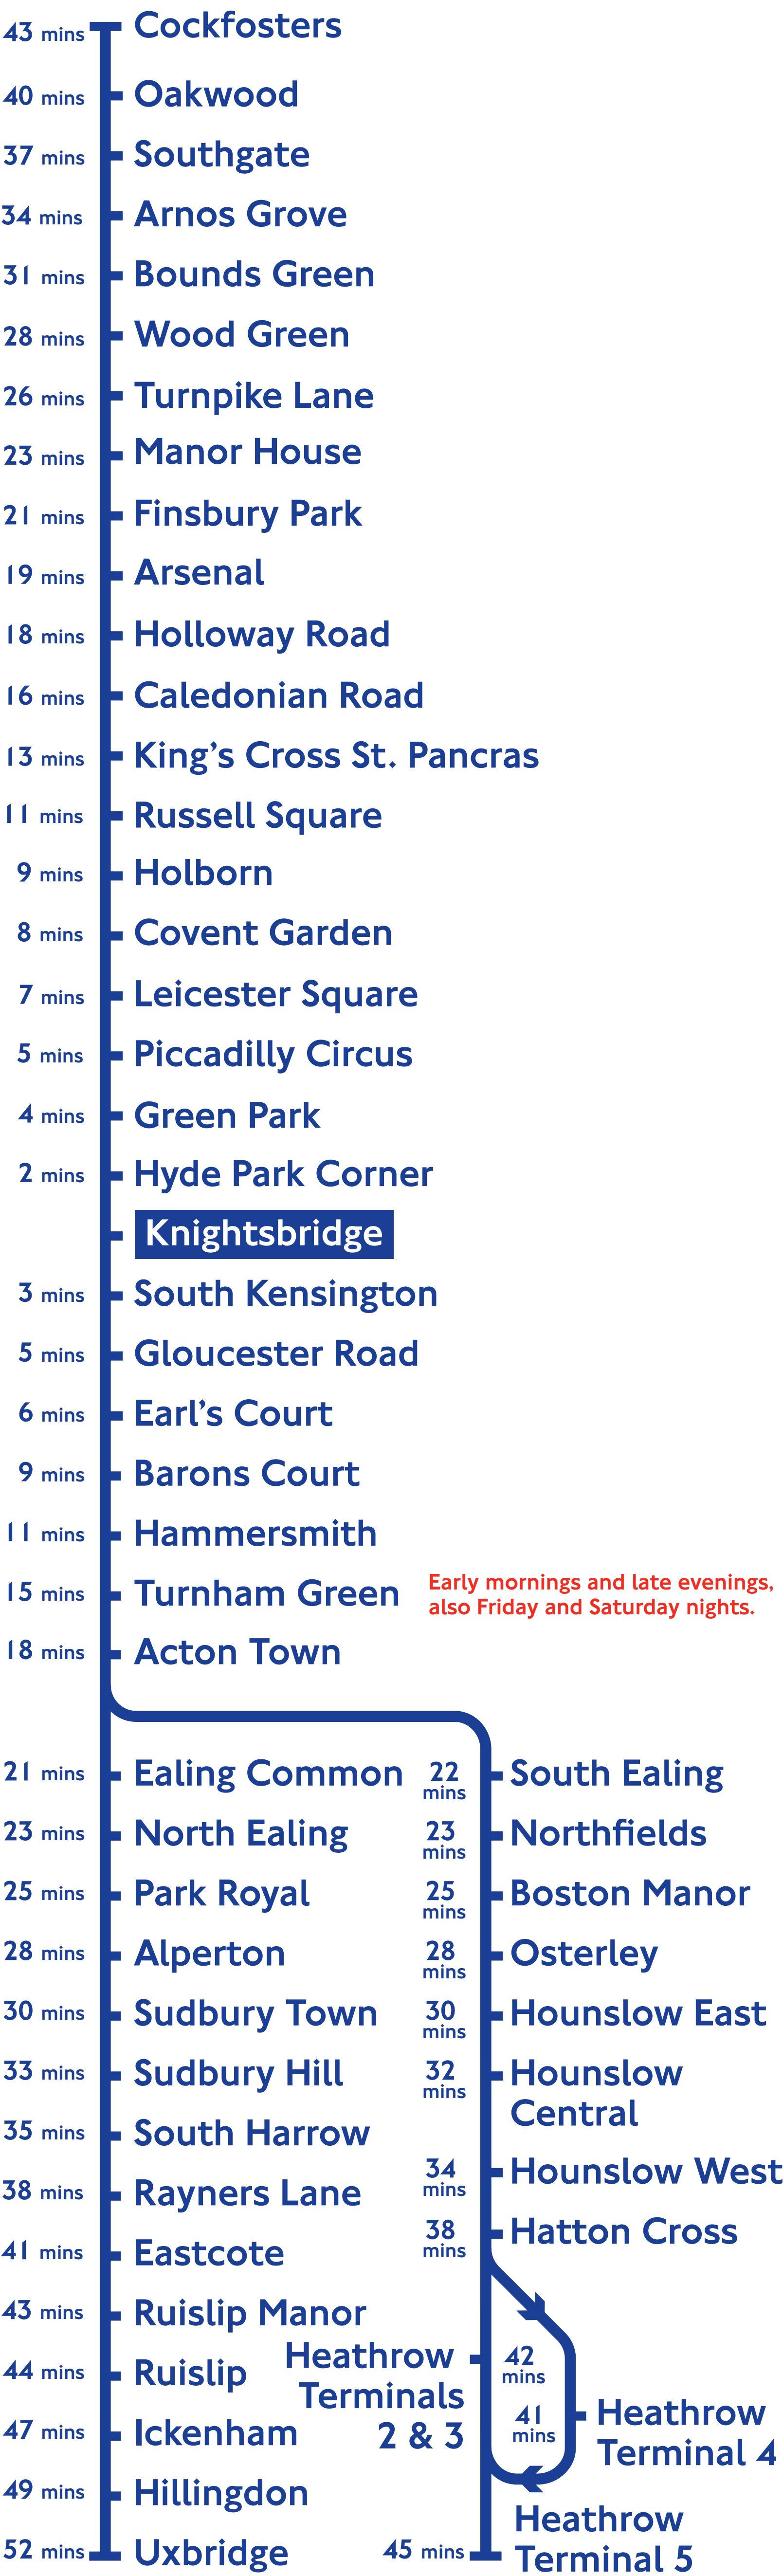 43 mins Cockfosters
40 mins Oakwood
37 mins Southgate
34 mins Arnos Grove
31 mins Bounds Green
28 mins Wood Green
26 mins Turnpike Lane
23 mins Manor House
21 mins Finsbury Park
19 mins Arsenal
18 mins Holloway Road
16 mins Caledonian Road
13 mins King's Cross St. Pancras
11 mins Russell Square
9 mins Holborn
8 mins Covent Garden
7 mins Leicester Square
5 mins Piccadilly Circus
4 mins Green Park
2 mins Hyde Park Corner
Knightsbridge
3 mins South Kensington
5 mins Gloucester Road
6 mins Earl's Court
9 mins Barons Court
11 mins Hammersmith
15 mins Turnham Green
Early mornings and late evenings,
also Friday and Saturday nights.
18 mins Acton Town
21 mins Ealing Common
23 mins North Ealing
25 mins Park Royal
28 mins Alperton
30 mins Sudbury Town
33 mins Sudbury Hill
35 mins South Harrow
38 mins Rayners Lane
41 mins Eastcote
43 mins Ruislip Manor
44 mins Ruislip
47 mins Ickenham
49 mins Hillingdon
52 mins Uxbridge
22
mins
South Ealing
23
mins
Northfields
25
mins
Boston Manor
28
mins
Osterley
30
mins
Hounslow East
32
mins
Hounslow
Central
34
mins
Hounslow West
38
mins
Hatton Cross
Heathrow
Terminals
2 & 3
42
mins
41
mins
Heathrow
Terminal 4
45 mins
Heathrow
Terminal 5